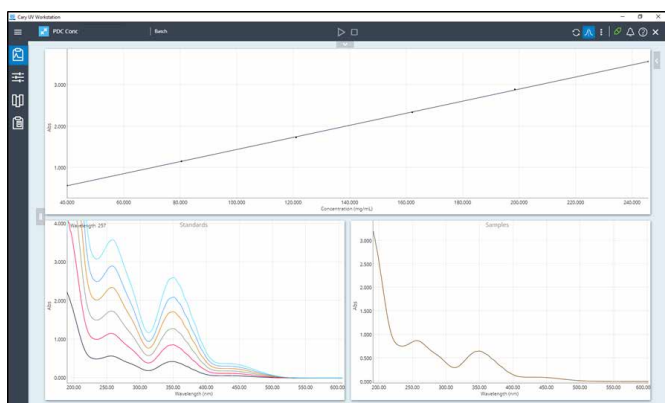 Cary UV Workstation
PDC Conc
Batch
3.000
2.000
1.000
Abs
40.000 60.000 80.000 100.000 120.000 140.000 160.000 180.000 200.000 220.000 240.000
Concentration (mg/mL)
Wavelength 257
Standards
4.000
3.000
2.000
1.000
0.000
Abs
200.00 250.00 300.00 350.00 400.00 450.00 500.00 550.00 600.00
Wavelength (nm)
Samples
3.000
2.500
2.000
1.500
1.000
0.500
0.000
Abs
200.00 250.00 300.00 350.00 400.00 450.00 500.00 550.00 600.00
Wavelength (nm)